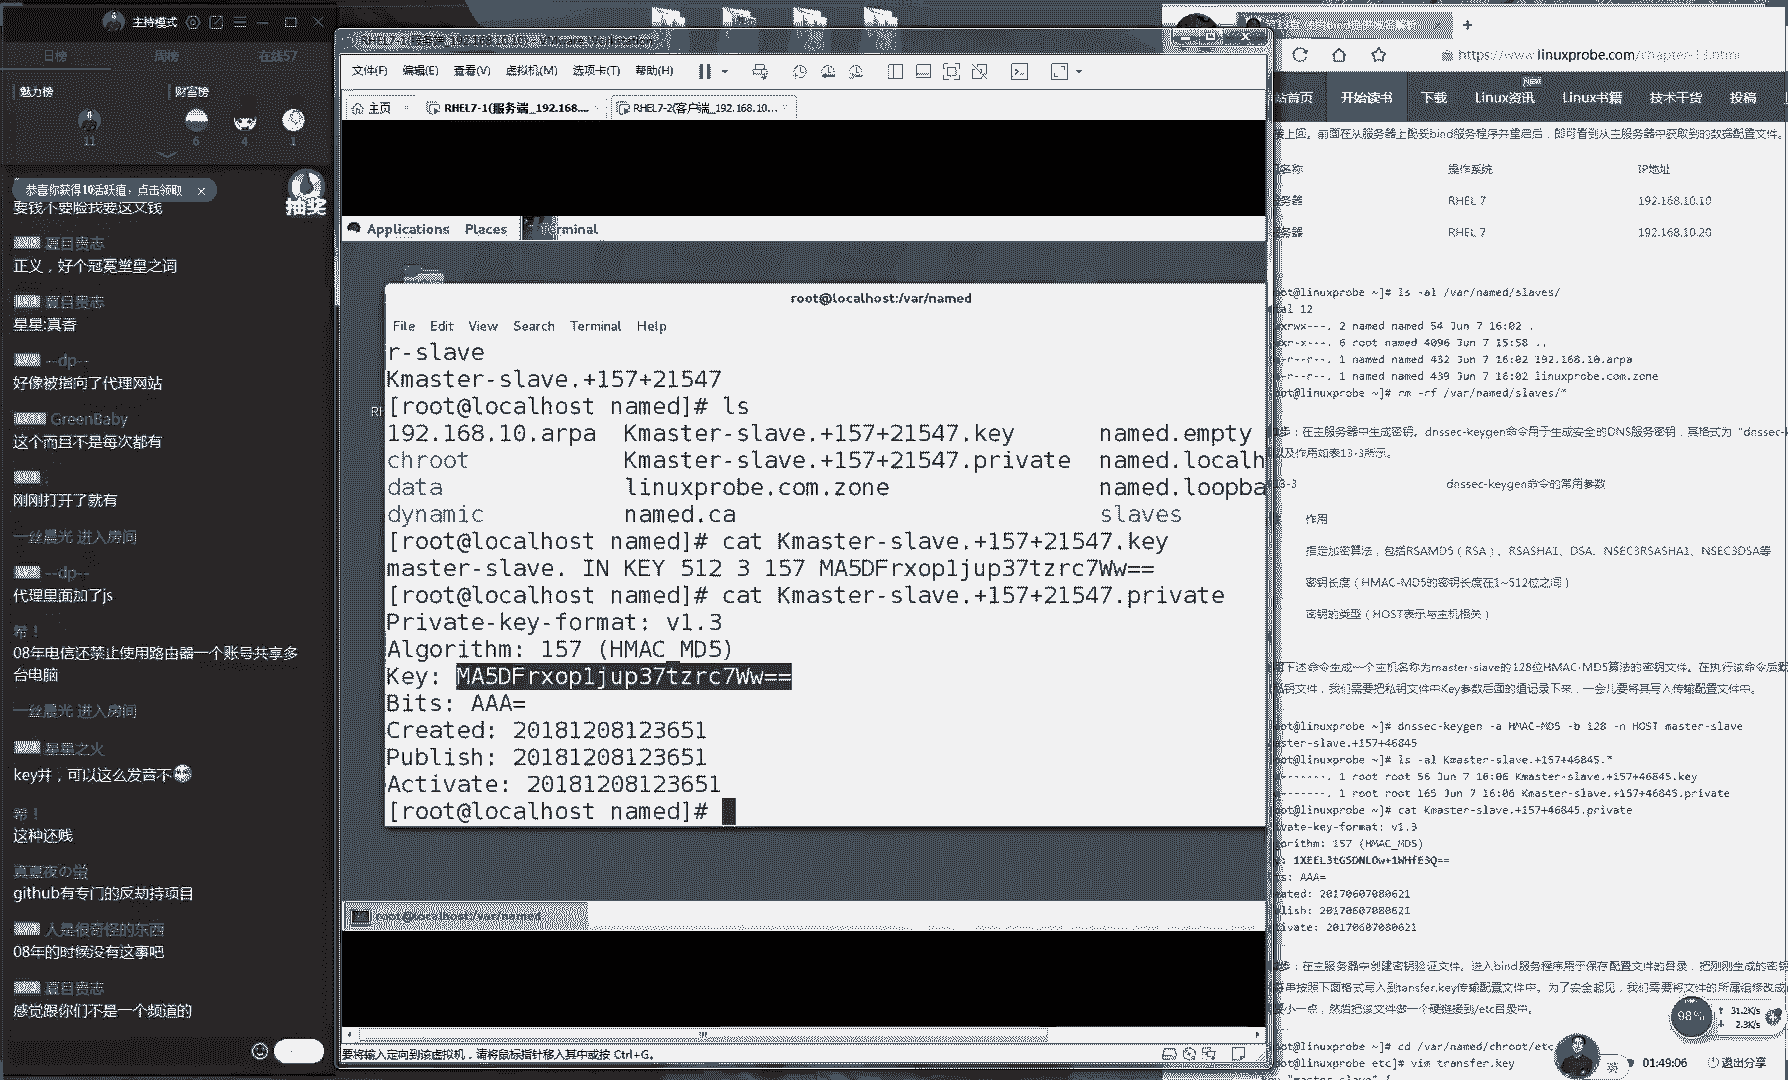 主持模式
日榜 周榜 在线57
魅力榜 财富榜
11 6 4 1
恭喜你获得10活跃值，点击领取 ×
抽奖
要钱不要脸我要这又钱
夏目贵志
正义，好个冠冕堂皇之词
夏目贵志
星星:真香
--dp--
好像被指向了代理网站
GreenBaby
这个而且不是每次都有
刚刚打开了就有
一丝晨光 进入房间
--dp--
代理里面加了js
希！
08年电信还禁止使用路由器一个账号共享多
台电脑
一丝晨光 进入房间
星星之火
key井，可以这么发音不
希！
这种还贱
github有专门的反劫持项目
人是很奇怪的东西
08年的时候没有这事吧
夏目贵志
感觉跟你们不是一个频道的
文件(F) 编辑(E) 查看(V) 虚拟机(M) 选项卡(T) 帮助(H)
主页 RHEL7-1(服务端_192.168.... RHEL7-2(客户端_192.168.10...
Applications Places Terminal
root@localhost:/var/named
File Edit View Search Terminal Help
r-slave
Kmaster-slave.+157+21547
[root@localhost named]# ls
192.168.10.arpa Kmaster-slave.+157+21547.key named.empty
chroot Kmaster-slave.+157+21547.private named.localh
data linuxprobe.com.zone named.loopba
dynamic named.ca slaves
[root@localhost named]# cat Kmaster-slave.+157+21547.key
master-slave. IN KEY 512 3 157 MA5DFrxop1jup37tzrc7Ww==
[root@localhost named]# cat Kmaster-slave.+157+21547.private
Private-key-format: v1.3
Algorithm: 157 (HMAC_MD5)
Key: MA5DFrxop1jup37tzrc7Ww==
Bits: AAA=
Created: 20181208123651
Publish: 20181208123651
Activate: 20181208123651
[root@localhost named]#
root@localhost:/var/named
要将输入定向到该虚拟机，请将鼠标指针移入其中或按 Ctrl+G。
https://www.linuxprobe.com/chapter-13.html
站首页 开始读书 下载 Linux资讯 Linux书籍 技术干货 投稿
接上回。前面在从服务器上配妥bind服务程序并重启后，即可看到从主服务器中获取到的数据配置文件。
名称 操作系统 IP地址
务器 RHEL 7 192.168.10.10
务器 RHEL 7 192.168.10.20
ot@linuxprobe ~]# ls -al /var/named/slaves/
al 12
xrwx---. 2 named named 54 Jun 7 16:02 .
xr-x---. 6 root named 4096 Jun 7 15:58 ..
-r--r--. 1 named named 432 Jun 7 16:02 192.168.10.arpa
-r--r--. 1 named named 439 Jun 7 16:02 linuxprobe.com.zone
ot@linuxprobe ~]# rm -rf /var/named/slaves/*
步：在主服务器中生成密钥。dnssec-keygen命令用于生成安全的DNS服务密钥，其格式为“dnssec-k
以及作用如表13-3所示。
13-3 dnssec-keygen命令的常用参数
作用
指定加密算法，包括RSAMD5（RSA）、RSASHA1、DSA、NSEC3RSASHA1、NSEC3DSA等
密钥长度（HMAC-MD5的密钥长度在1~512位之间）
密钥的类型（HOST表示与主机相关）
下述命令生成一个主机名称为master-slave的128位HMAC-MD5算法的密钥文件。在执行该命令后默
私钥文件，我们需要把私钥文件中Key参数后面的值记录下来，一会儿要将其写入传输配置文件中。
ot@linuxprobe ~]# dnssec-keygen -a HMAC-MD5 -b 128 -n HOST master-slave
aster-slave.+157+46845
ot@linuxprobe ~]# ls -al Kmaster-slave.+157+46845.*
-------. 1 root root 56 Jun 7 16:06 Kmaster-slave.+157+46845.key
-------. 1 root root 165 Jun 7 16:06 Kmaster-slave.+157+46845.private
ot@linuxprobe ~]# cat Kmaster-slave.+157+46845.private
vate-key-format: v1.3
orithm: 157 (HMAC_MD5)
: 1XEEL3tG5DNLOw+1WHfE3Q==
s: AAA=
ated: 20170607080621
lish: 20170607080621
ivate: 20170607080621
步：在主服务器中创建密钥验证文件。进入bind服务程序用于保存配置文件的目录，把刚刚生成的密钥
串按照下面格式写入到tansfer.key传输配置文件中。为了安全起见，我们需要将文件的所属组修改成
小一点，然后把该文件做一个硬链接到/etc目录中。
ot@linuxprobe ~]# cd /var/named/chroot/etc
ot@linuxprobe etc]# vim transfer.key
98% 31.2K/s
2.3K/s
英 01:49:06 退出分享